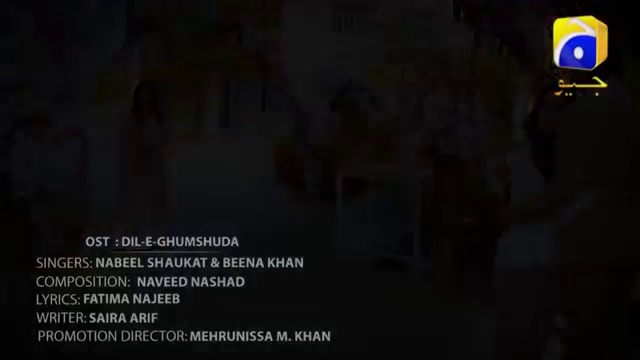 جیو
OST : DIL-E-GHUMSHUDA
SINGERS: NABEEL SHAUKAT & BEENA KHAN
COMPOSITION: NAVEED NASHAD
LYRICS: FATIMA NAJEEB
WRITER: SAIRA ARIF
PROMOTION DIRECTOR: MEHRUNISSA M. KHAN